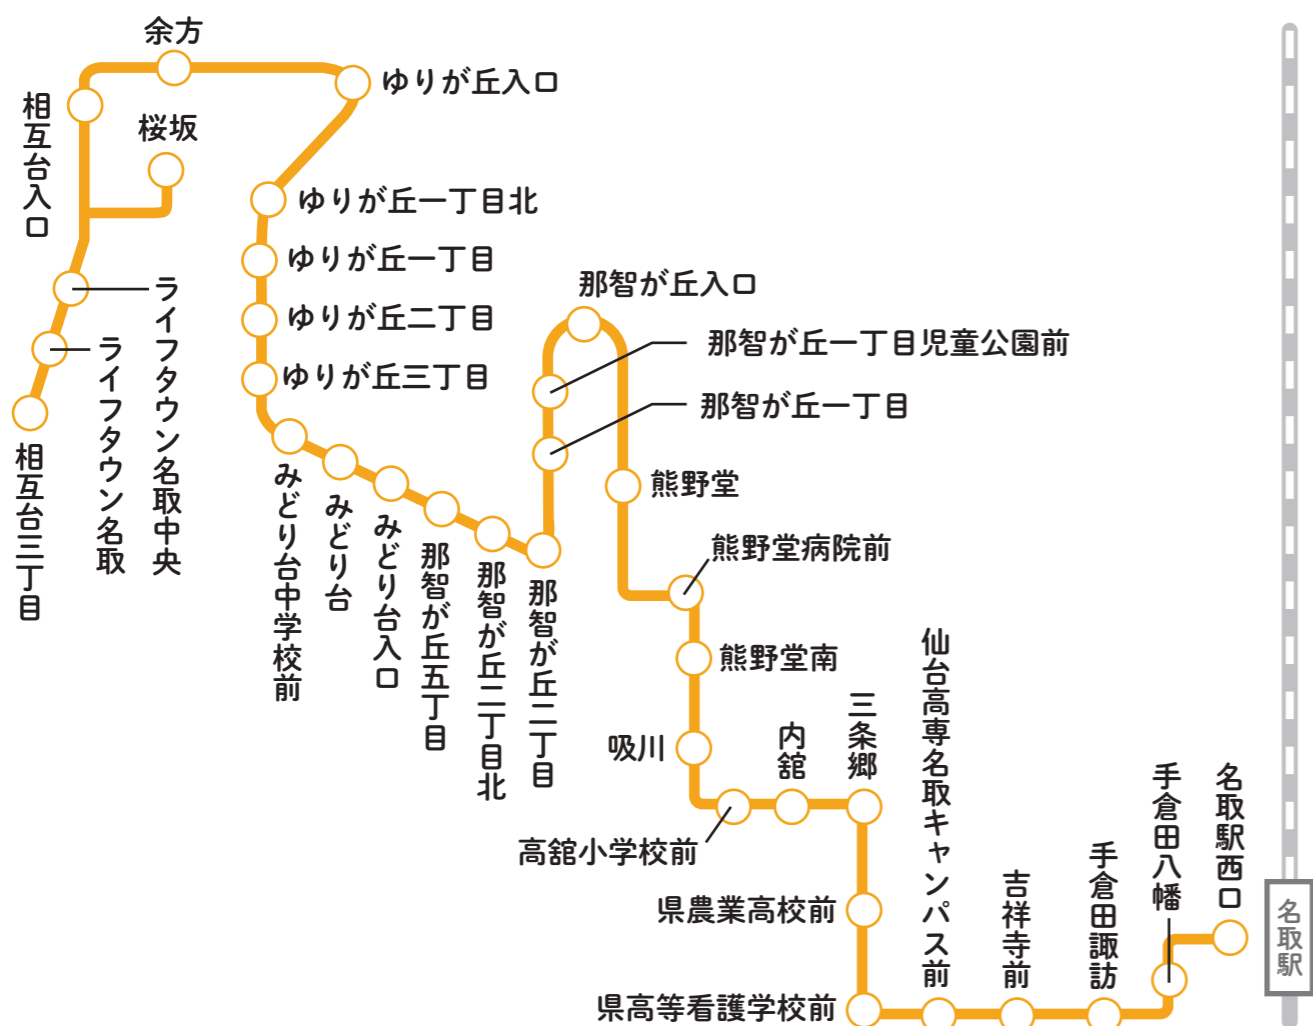 余方
ゆりが丘入口
相互台入口
桜坂
ゆりが丘一丁目北
ゆりが丘一丁目
ゆりが丘二丁目
ゆりが丘三丁目
ライフタウン名取中央
ライフタウン名取
相互台三丁目
みどり台中学校前
みどり台
みどり台入口
那智が丘五丁目
那智が丘二丁目北
那智が丘二丁目
那智が丘入口
那智が丘一丁目児童公園前
那智が丘一丁目
熊野堂
熊野堂病院前
熊野堂南
吸川
高舘小学校前
内舘
三条郷
県農業高校前
県高等看護学校前
仙台高専名取キャンパス前
吉祥寺前
手倉田諏訪
手倉田八幡
名取駅西口
名取駅